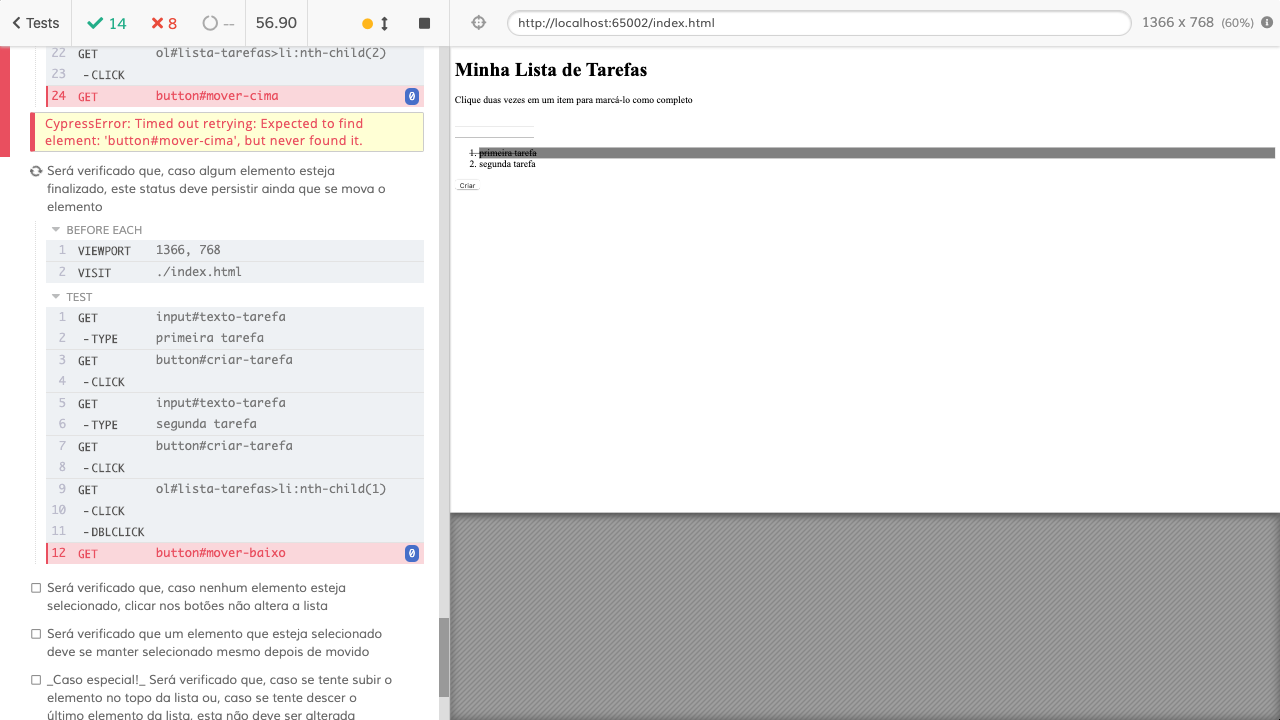 Tests 14 8 -- 56.90
22 GET ol#lista-tarefas>li:nth-child(2)
23 -CLICK
24 GET button#mover-cima 0
CypressError: Timed out retrying: Expected to find
element: 'button#mover-cima', but never found it.
Será verificado que, caso algum elemento esteja
finalizado, este status deve persistir ainda que se mova o
elemento
BEFORE EACH
1 VIEWPORT 1366, 768
2 VISIT ./index.html
TEST
1 GET input#texto-tarefa
2 -TYPE primeira tarefa
3 GET button#criar-tarefa
4 -CLICK
5 GET input#texto-tarefa
6 -TYPE segunda tarefa
7 GET button#criar-tarefa
8 -CLICK
9 GET ol#lista-tarefas>li:nth-child(1)
10 -CLICK
11 -DBLCLICK
12 GET button#mover-baixo 0
Será verificado que, caso nenhum elemento esteja
selecionado, clicar nos botões não altera a lista
Será verificado que um elemento que esteja selecionado
deve se manter selecionado mesmo depois de movido
_Caso especial!_ Será verificado que, caso se tente subir o
elemento no topo da lista ou, caso se tente descer o
último elemento da lista, esta não deve ser alterada
http://localhost:65002/index.html 1366 x 768 (60%)
Minha Lista de Tarefas
Clique duas vezes em um item para marcá-lo como completo
1. primeira tarefa
2. segunda tarefa
Criar